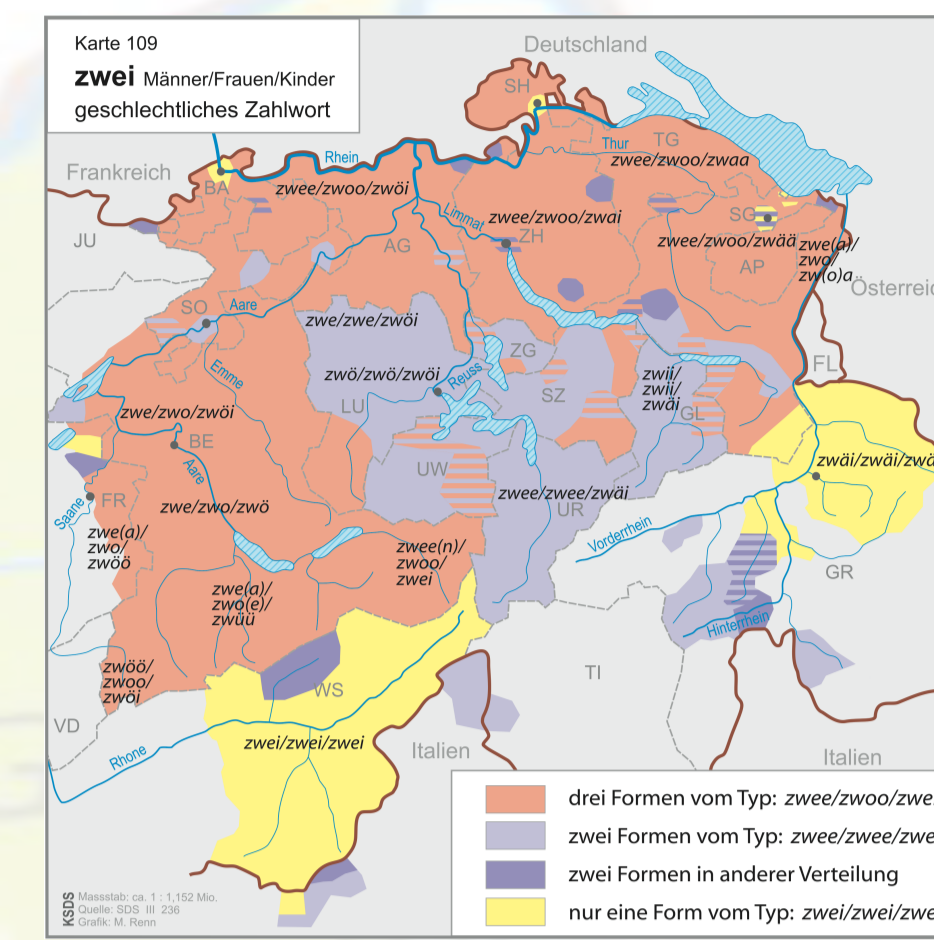 Karte 109
zwei Männer/Frauen/Kinder
geschlechtliches Zahlwort
Deutschland
SH
Frankreich
BA
Rhein
Thur
TG
zwee/zwoo/zwaa
zwee/zwoo/zwöi
JU
AG
Limmat
zwee/zwoo/zwai
ZH
SG
zwee/zwoo/zwää
AP
zwe(a)/
zwo/
zw(o)a
Österreic
SO
Aare
zwe/zwe/zwöi
Emme
zwö/zwö/zwöi
Reuss
ZG
LU
SZ
zwii/
zwii/
zwäi
GL
FL
zwe/zwo/zwöi
BE
Aare
UW
zwäi/zwäi/zwä
FR
Saane
zwe/zwo/zwö
zwee/zwee/zwäi
UR
zwe(a)/
zwo/
zwöö
zwee(n)/
zwoo/
zwei
Vorderrhein
GR
zwe(a)/
zwo(e)/
zwüü
Hinterrhein
zwöö/
zwoo/
zwöi
WS
TI
VD
Rhone
zwei/zwei/zwei
Italien
Italien
drei Formen vom Typ: zwee/zwoo/zwe
zwei Formen vom Typ: zwee/zwee/zwe
zwei Formen in anderer Verteilung
nur eine Form vom Typ: zwei/zwei/zwe
KSDS
Massstab: ca. 1 : 1,152 Mio.
Quelle: SDS III 236
Grafik: M. Renn